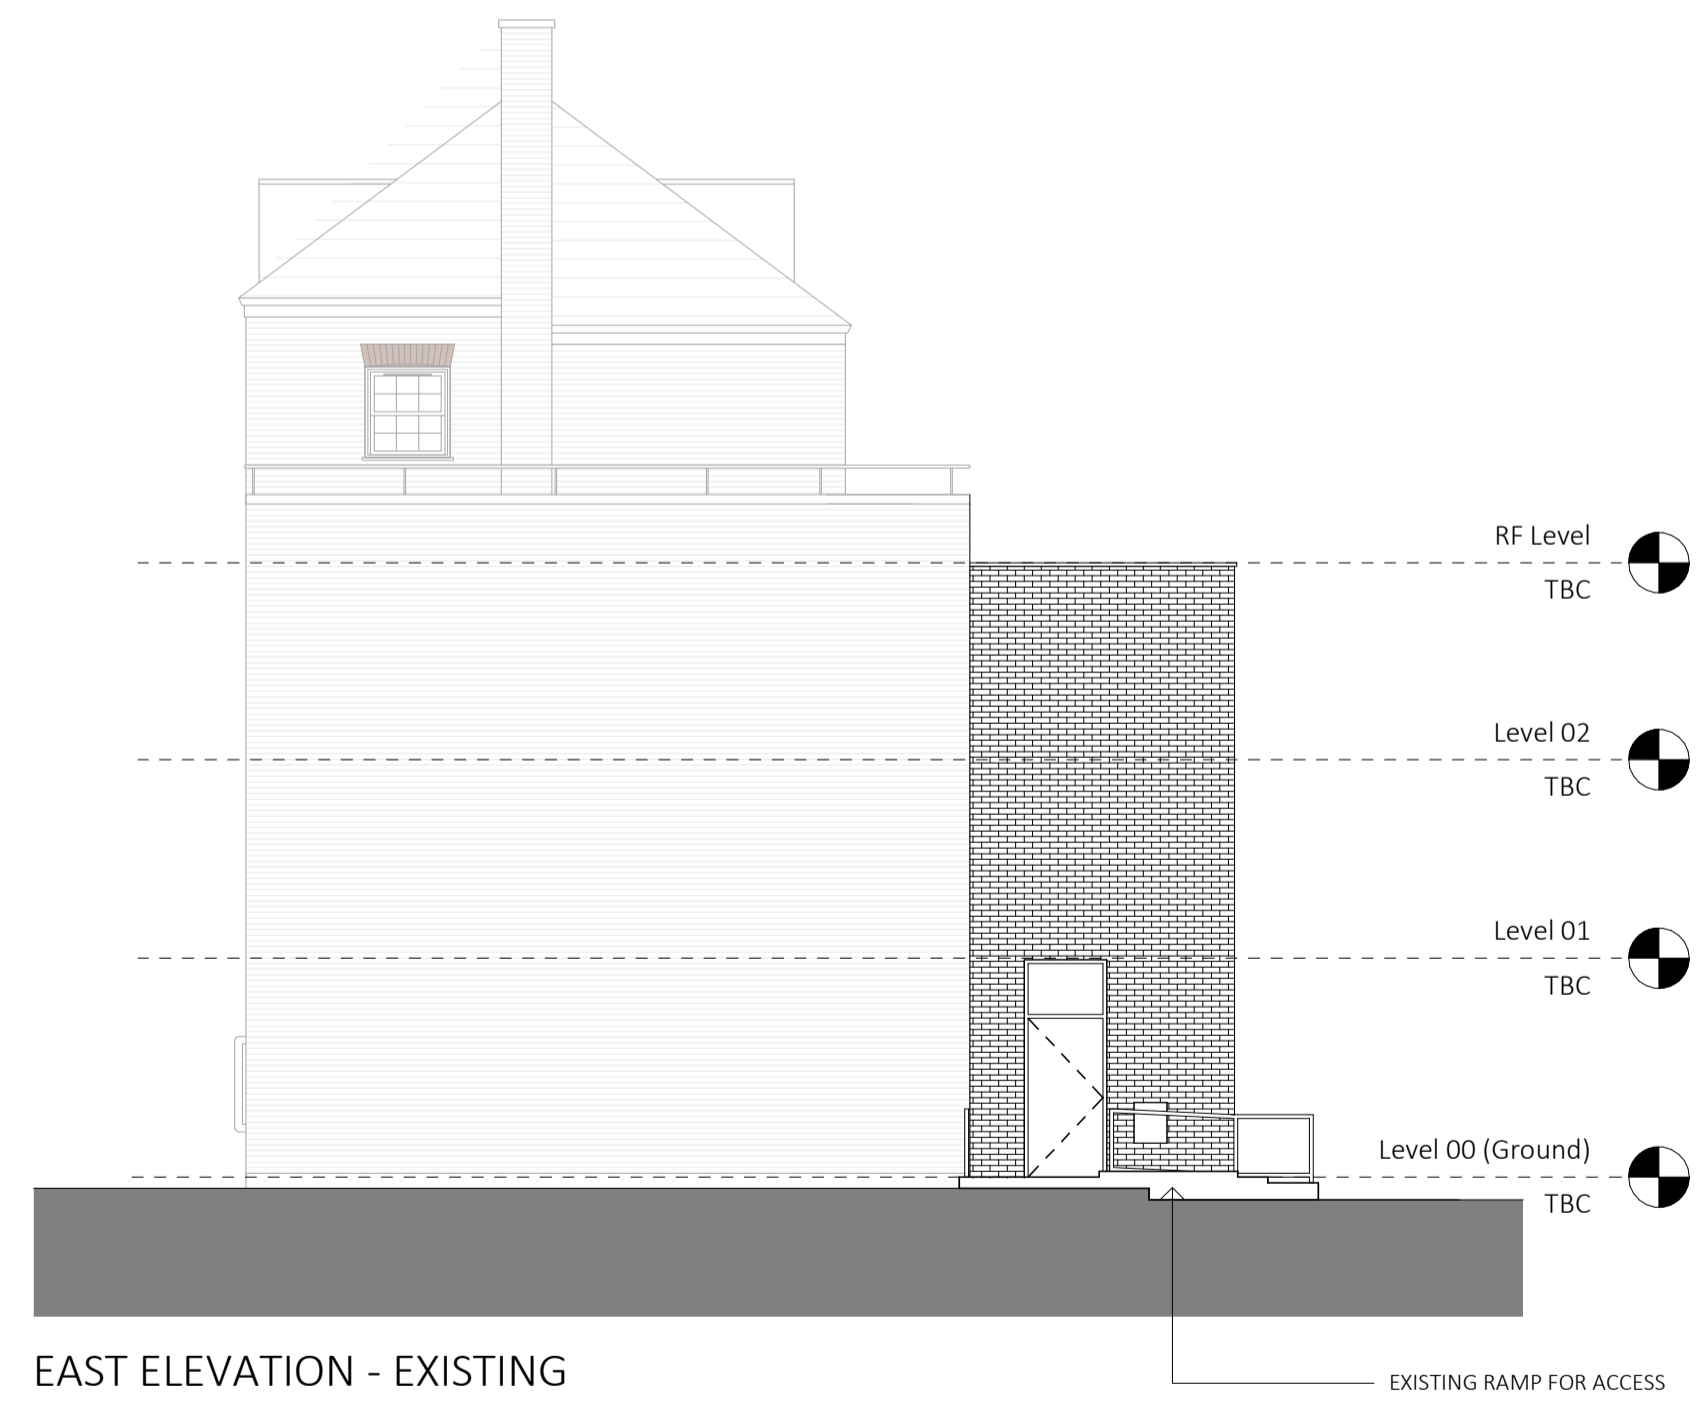 RF Level
TBC
Level 02
TBC
Level 01
TBC
Level 00 (Ground)
TBC
EAST ELEVATION - EXISTING
EXISTING RAMP FOR ACCESS